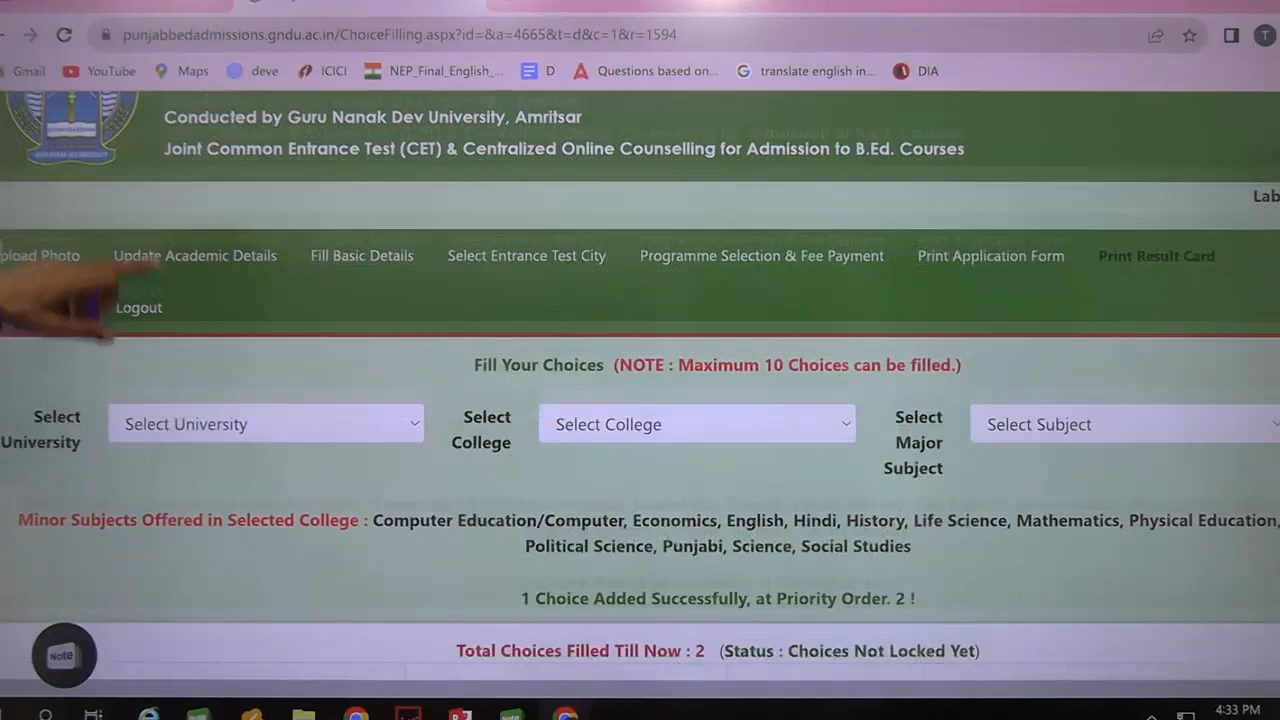 punjabbedadmissions.gndu.ac.in/ChoiceFilling.aspx?id=&a=4665&t=d&c=1&r=1594
T
Gmail YouTube Maps deve ICICI NEP_Final_English_... D Questions based on... translate english in... DIA
Conducted by Guru Nanak Dev University, Amritsar
Joint Common Entrance Test (CET) & Centralized Online Counselling for Admission to B.Ed. Courses
Lab
pload Photo Update Academic Details Fill Basic Details Select Entrance Test City Programme Selection & Fee Payment Print Application Form Print Result Card
Logout
Fill Your Choices (NOTE : Maximum 10 Choices can be filled.)
Select University Select University Select College Select College Select Major Subject Select Subject
Minor Subjects Offered in Selected College : Computer Education/Computer, Economics, English, Hindi, History, Life Science, Mathematics, Physical Education,
Political Science, Punjabi, Science, Social Studies
1 Choice Added Successfully, at Priority Order. 2 !
Note
Total Choices Filled Till Now : 2 (Status : Choices Not Locked Yet)
4:33 PM